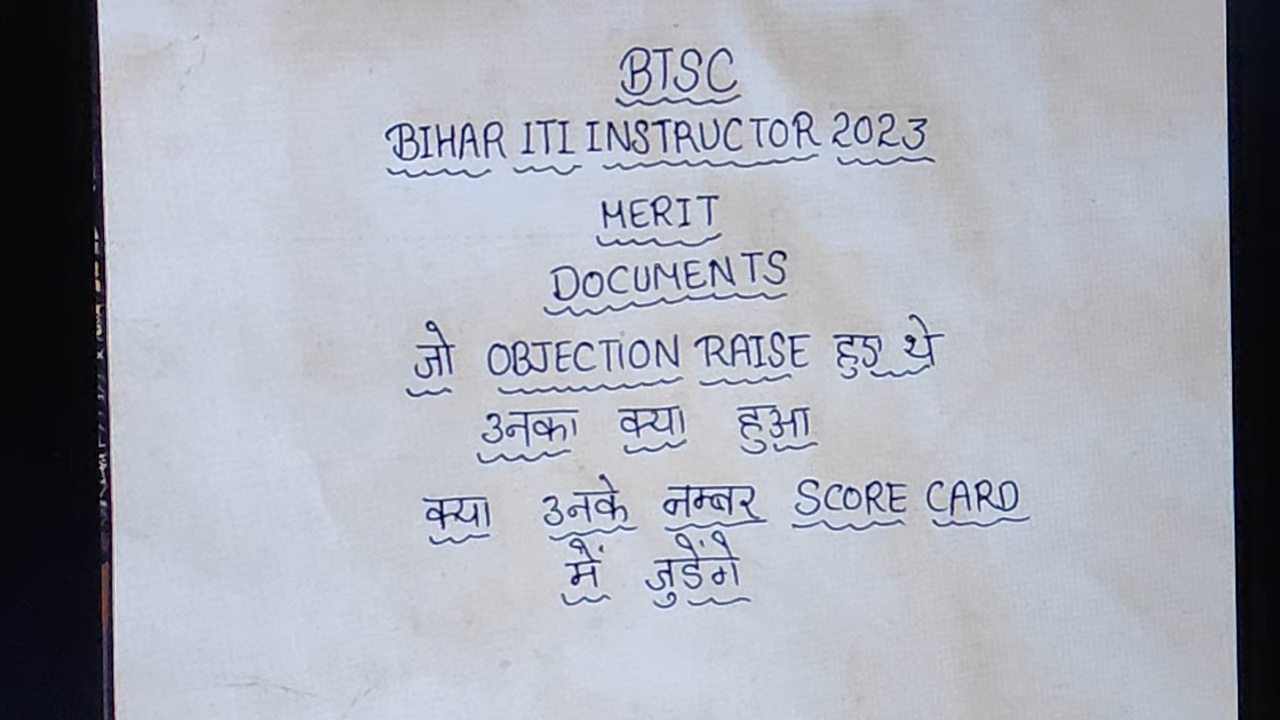 BTSC
BIHAR ITI INSTRUCTOR 2023
MERIT
DOCUMENTS
जो OBJECTION RAISE हुए थे
उनका क्या हुआ
क्या उनके नम्बर SCORE CARD
में जुडेंगे